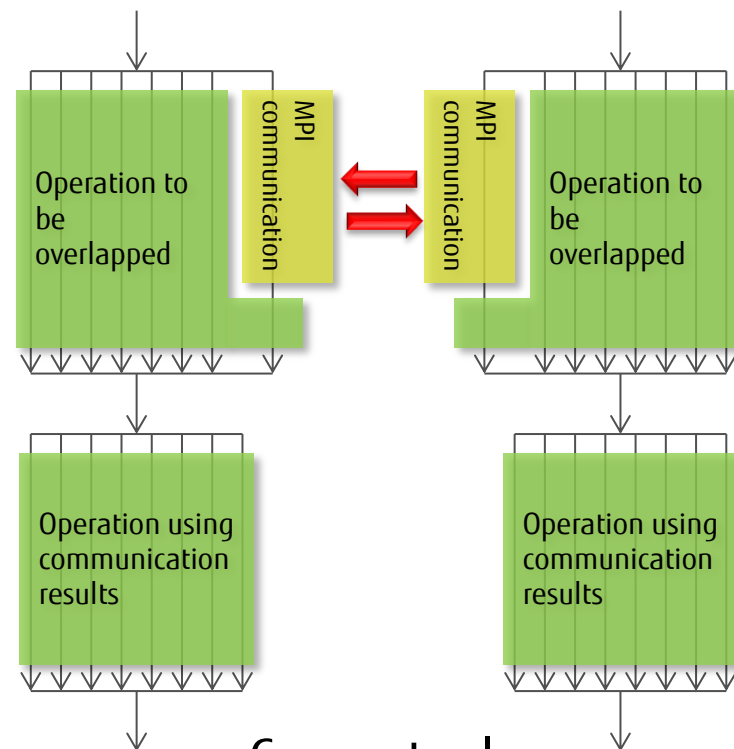 Operation to
be
overlapped
MPI
communication
MPI
communication
Operation to
be
overlapped
Operation using
communication
results
Operation using
communication
results